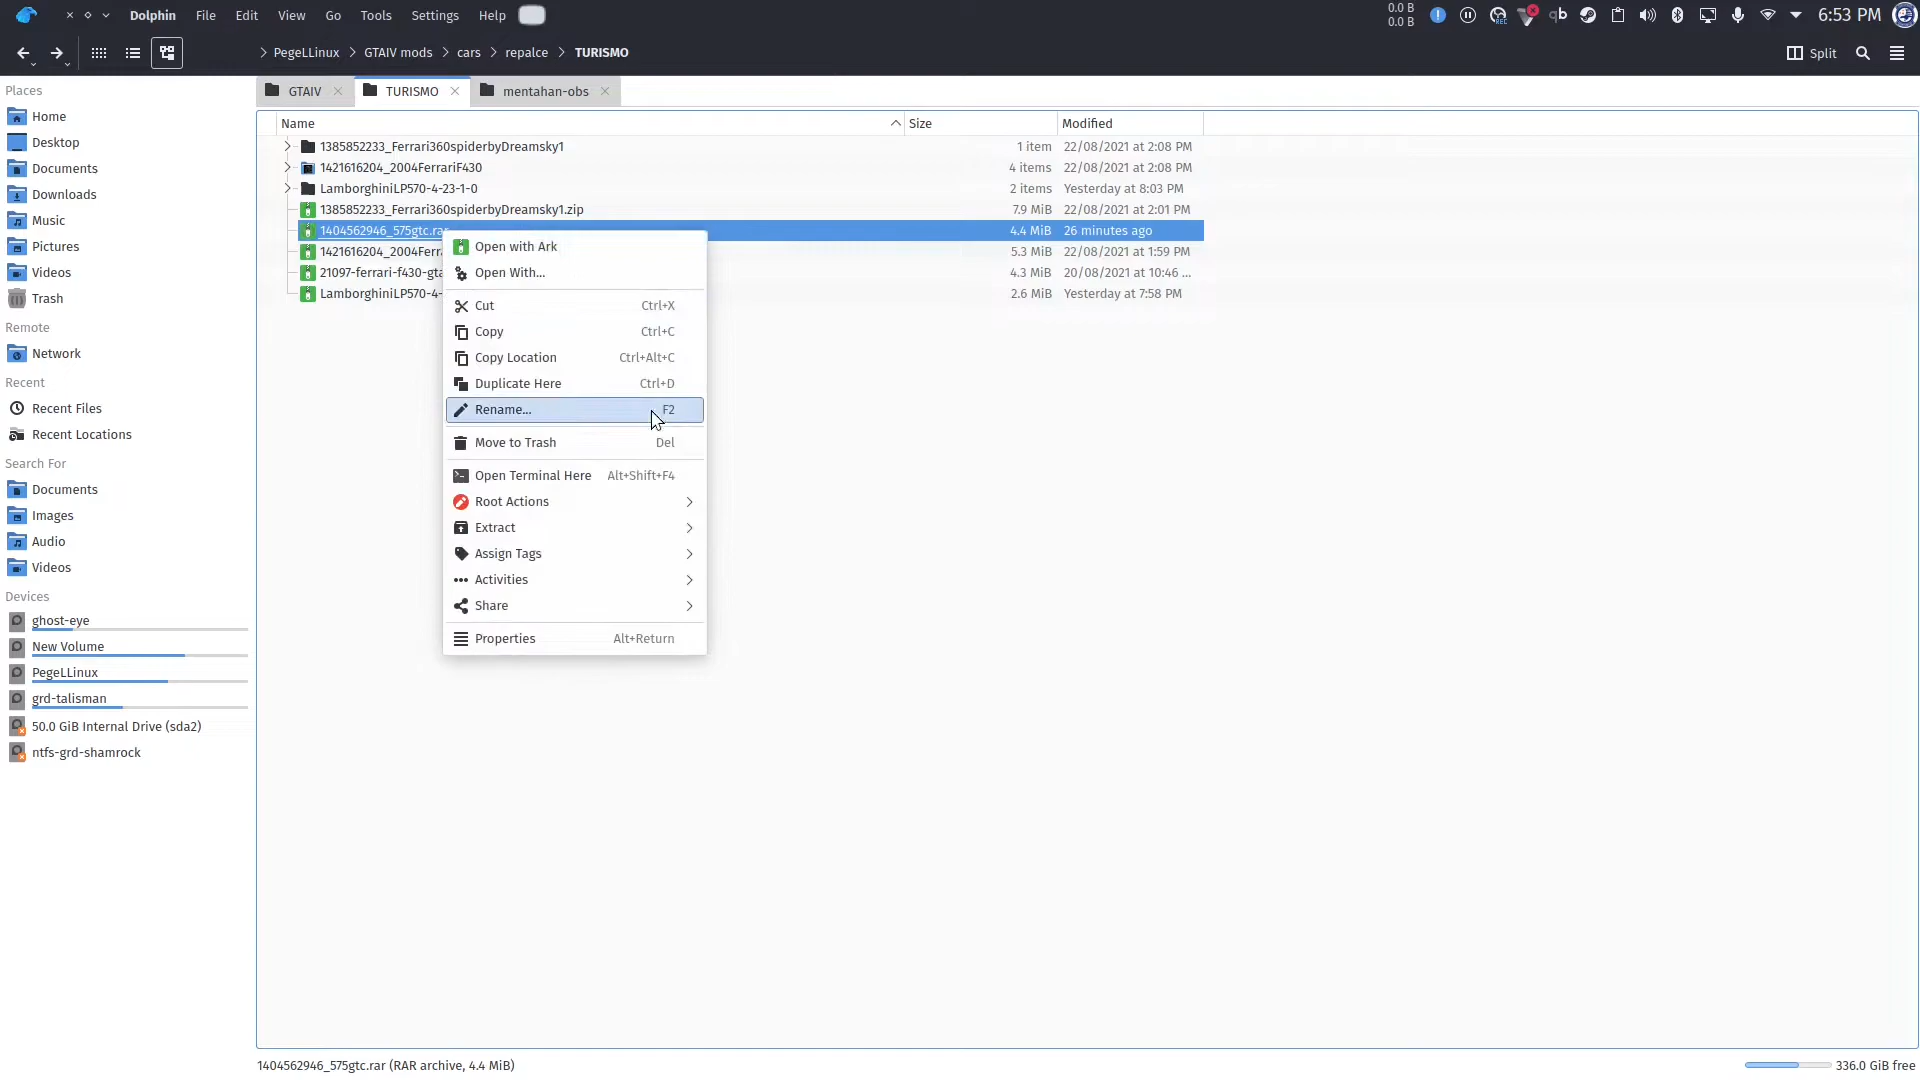 Dolphin File Edit View Go Tools Settings Help
0.0 B
0.0 B
REC
qb
6:53 PM
PegeLLinux GTAIV mods cars repalce TURISMO
Split
GTAIV TURISMO mentahan-obs
Places
Home
Desktop
Documents
Downloads
Music
Pictures
Videos
Trash
Remote
Network
Recent
Recent Files
Recent Locations
Search For
Documents
Images
Audio
Videos
Devices
ghost-eye
New Volume
PegeLLinux
grd-talisman
50.0 GiB Internal Drive (sda2)
ntfs-grd-shamrock
Name Size Modified
1385852233_Ferrari360spiderbyDreamsky1 1 item 22/08/2021 at 2:08 PM
1421616204_2004FerrariF430 4 items 22/08/2021 at 2:08 PM
LamborghiniLP570-4-23-1-0 2 items Yesterday at 8:03 PM
1385852233_Ferrari360spiderbyDreamsky1.zip 7.9 MiB 22/08/2021 at 2:01 PM
1404562946_575gtc.rar 4.4 MiB 26 minutes ago
1421616204_2004Ferra 5.3 MiB 22/08/2021 at 1:59 PM
21097-ferrari-f430-gta 4.3 MiB 20/08/2021 at 10:46 ...
LamborghiniLP570-4- 2.6 MiB Yesterday at 7:58 PM
Open with Ark
Open With...
Cut Ctrl+X
Copy Ctrl+C
Copy Location Ctrl+Alt+C
Duplicate Here Ctrl+D
Rename... F2
Move to Trash Del
Open Terminal Here Alt+Shift+F4
Root Actions
Extract
Assign Tags
Activities
Share
Properties Alt+Return
1404562946_575gtc.rar (RAR archive, 4.4 MiB)
336.0 GiB free